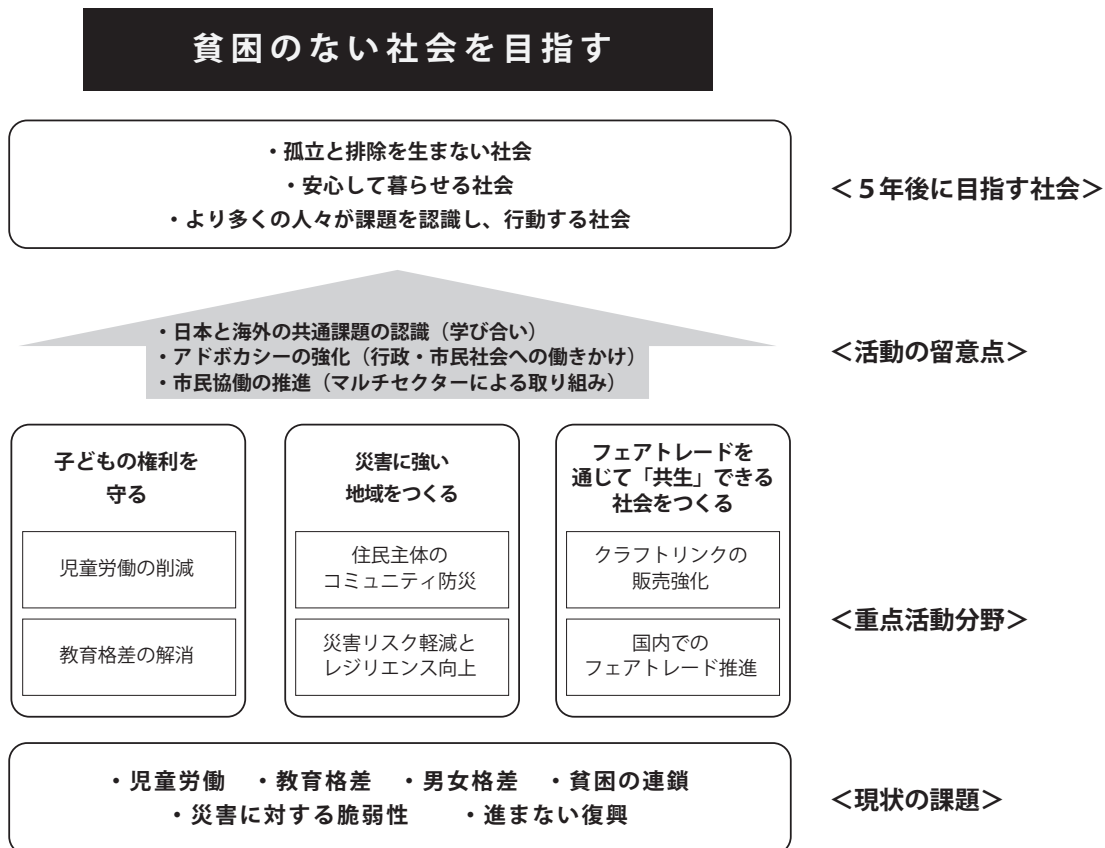 貧困のない社会を目指す
・孤立と排除を生まない社会
・安心して暮らせる社会
・より多くの人々が課題を認識し、行動する社会
＜５年後に目指す社会＞
・日本と海外の共通課題の認識（学び合い）
・アドボカシーの強化（行政・市民社会への働きかけ）
・市民協働の推進（マルチセクターによる取り組み）
＜活動の留意点＞
子どもの権利を
守る
児童労働の削減
教育格差の解消
災害に強い
地域をつくる
住民主体の
コミュニティ防災
災害リスク軽減と
レジリエンス向上
フェアトレードを
通じて「共生」できる
社会をつくる
クラフトリンクの
販売強化
国内での
フェアトレード推進
＜重点活動分野＞
・児童労働　・教育格差　・男女格差　・貧困の連鎖
・災害に対する脆弱性　　・進まない復興
＜現状の課題＞